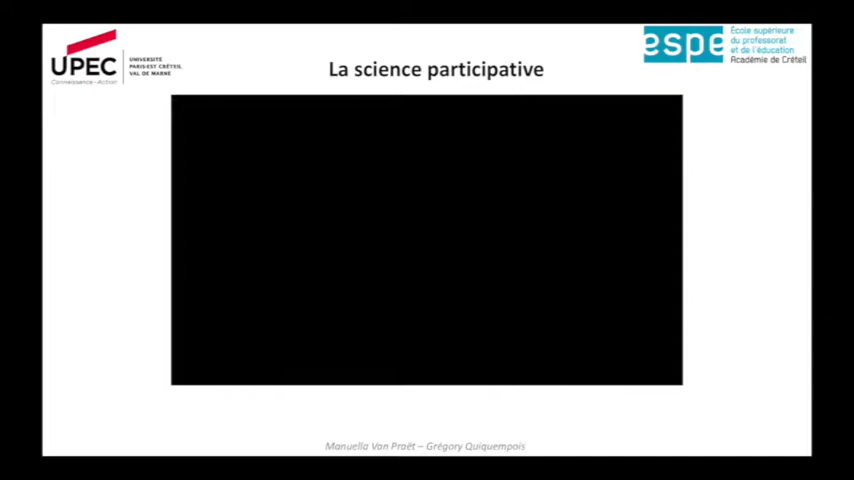 UPEC
Connaissance - Action
UNIVERSITÉ
PARIS-EST CRÉTEIL
VAL DE MARNE
La science participative
espe
École supérieure
du professorat
et de l'éducation
Académie de Créteil
Manuella Van Praët – Grégory Quiquempois